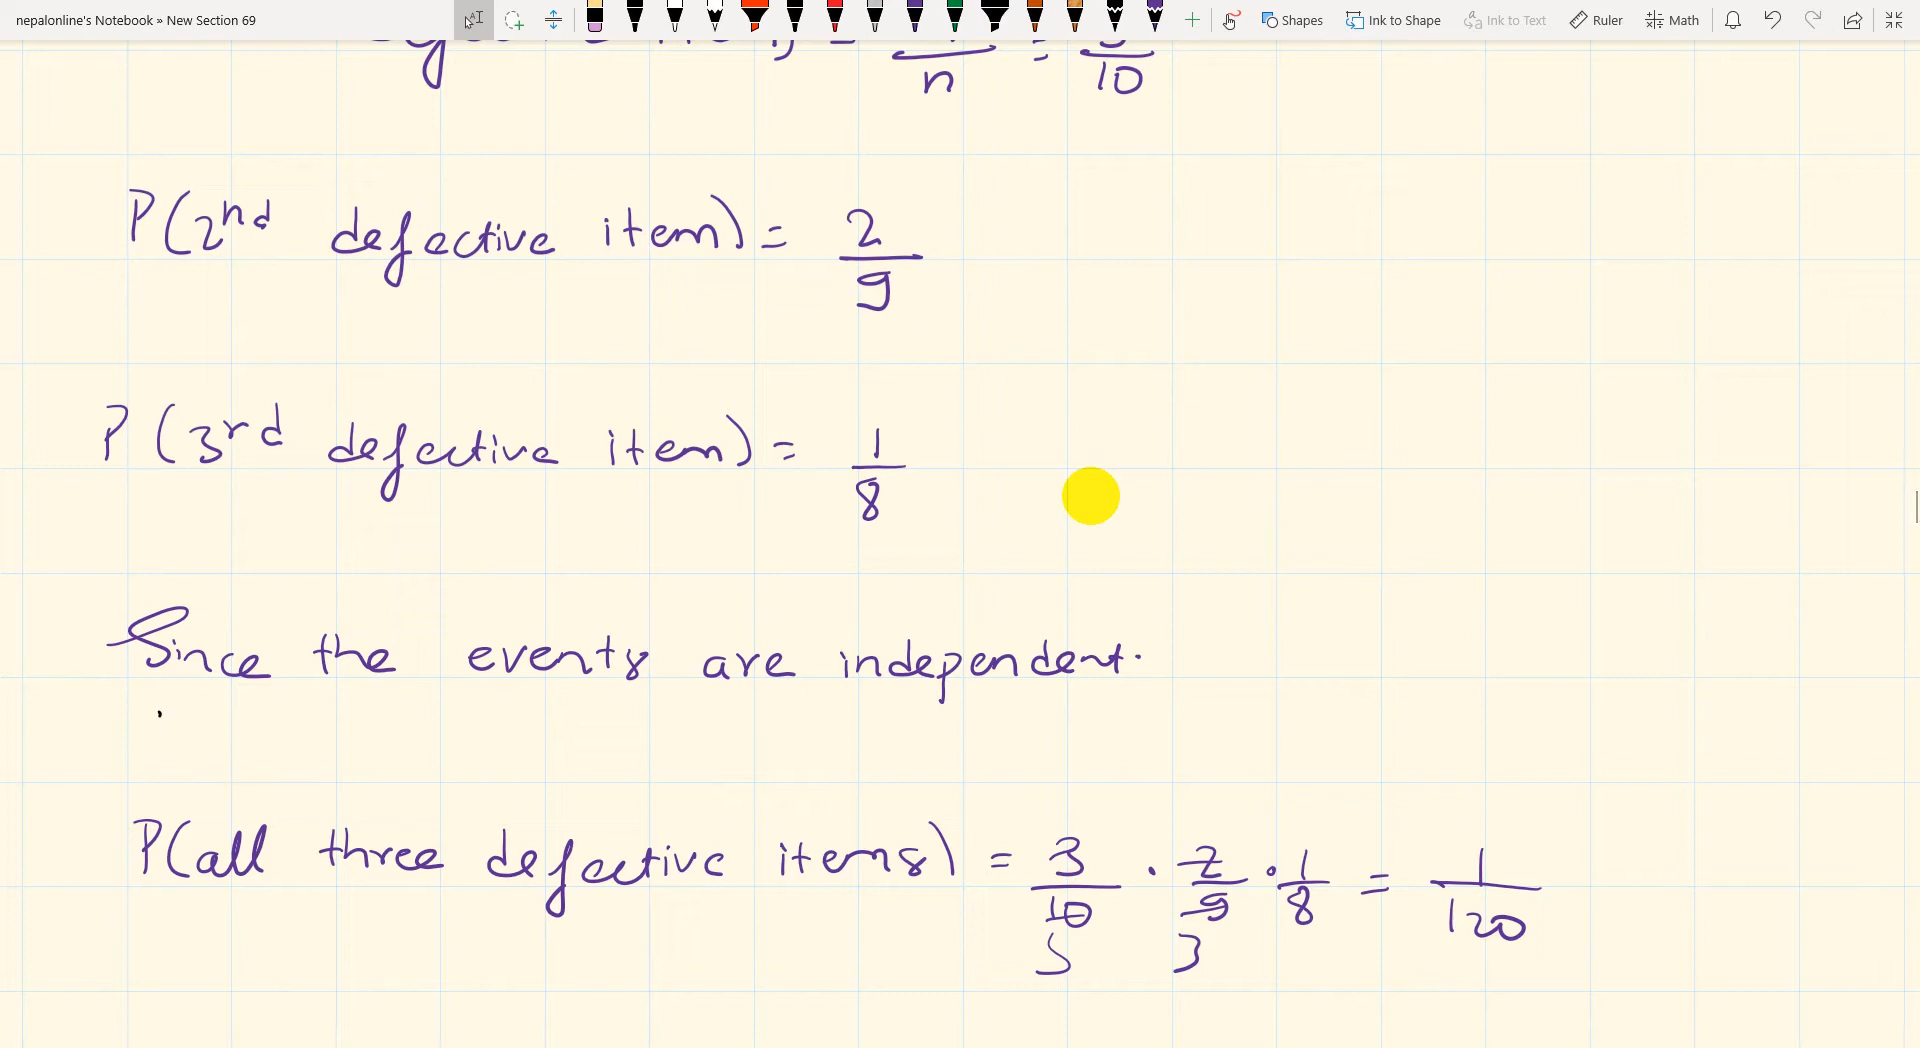 nepalonline's Notebook » New Section 69
Shapes Ink to Shape Ink to Text Ruler Math
n 10
P(2nd defective item) = 2/9
P(3rd defective item) = 1/8
Since the events are independent.
P(all three defective items) = 3/10 · 2/9 · 1/8 = 1/120
5 3